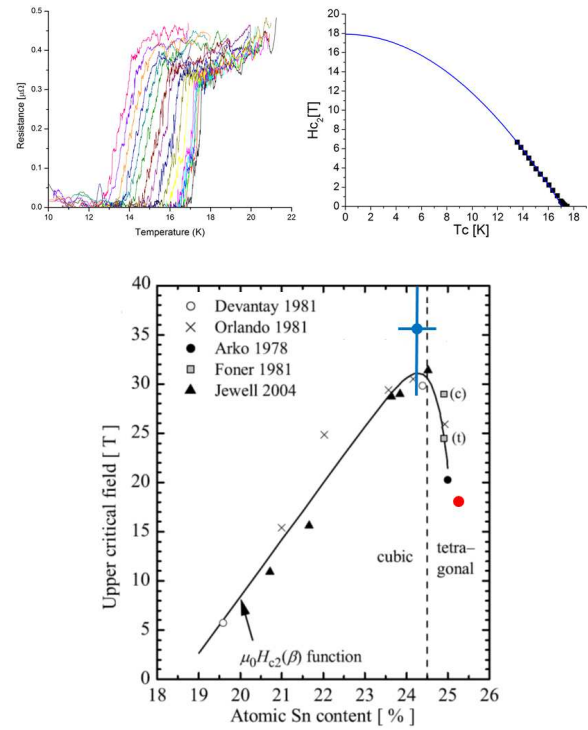 0.5
0.4
0.3
0.2
0.1
0.0
Resistance [μΩ]
10 12 14 16 18 20 22
Temperature (K)
20
18
16
14
12
10
8
6
4
2
0
Hc₂[T]
0 2 4 6 8 10 12 14 16 18
Tc [K]
40
35
30
25
20
15
10
5
0
Upper critical field [ T ]
Devantay 1981
Orlando 1981
Arko 1978
Foner 1981
Jewell 2004
(c)
(t)
cubic
tetra-
gonal
μ₀Hc2(β) function
18 19 20 21 22 23 24 25 26
Atomic Sn content [ % ]